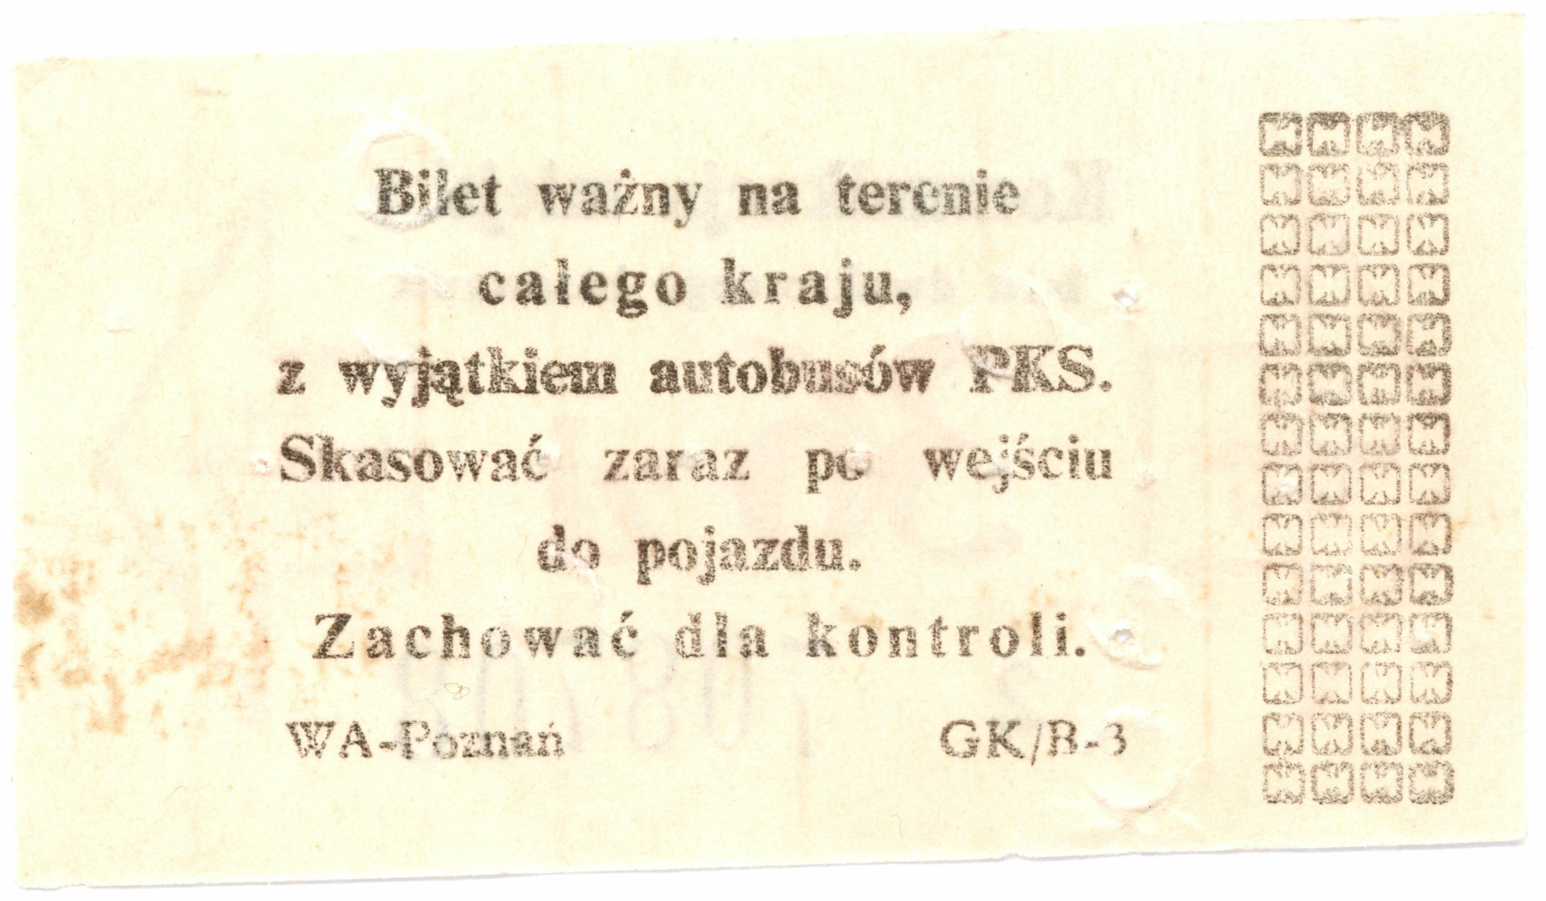 Bilet ważny na terenie
całego kraju,
z wyjątkiem autobusów PKS.
Skasować zaraz po wejściu
do pojazdu.
Zachować dla kontroli.
WA-Poznań GK/B-3